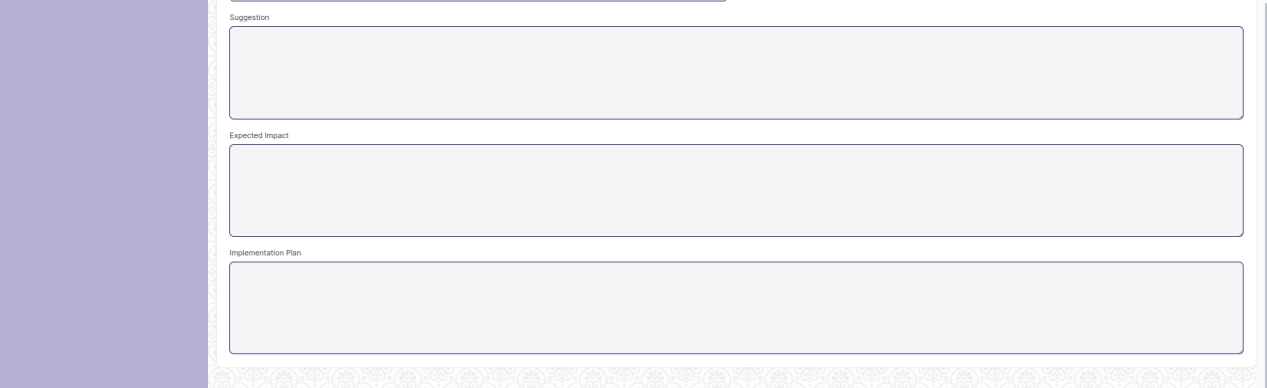 Suggestion
Expected Impact
Implementation Plan